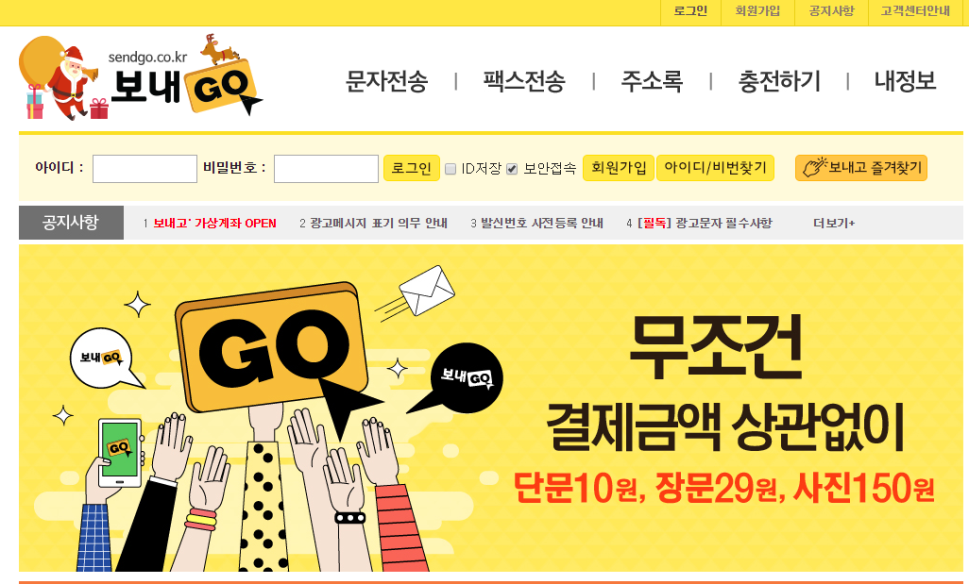 로그인 회원가입 공지사항 고객센터안내
sendgo.co.kr
보내GO
문자전송 | 팩스전송 | 주소록 | 충전하기 | 내정보
아이디 : 비밀번호 : 로그인 ID저장 보안접속 회원가입 아이디/비번찾기 보내고 즐겨찾기
공지사항 1 보내고' 가상계좌 OPEN 2 광고메시지 표기 의무 안내 3 발신번호 사전등록 안내 4 [필독] 광고문자 필수사항 더보기+
GO
보내GO
보내GO
GO
무조건
결제금액 상관없이
단문10원, 장문29원, 사진150원